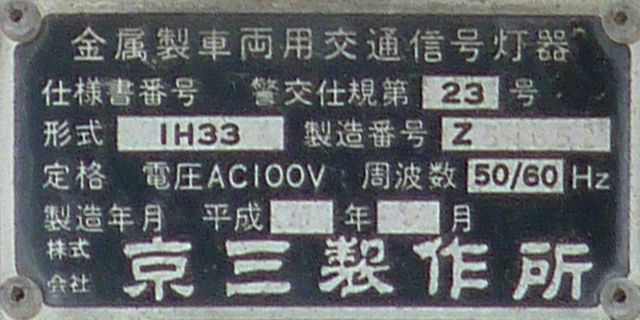 金属製車両用交通信号灯器
仕様書番号 警交仕規第 23 号
形式 1H33 製造番号 Z
定格 電圧AC100V 周波数 50/60 Hz
製造年月 平成 年 月
株式会社 京三製作所